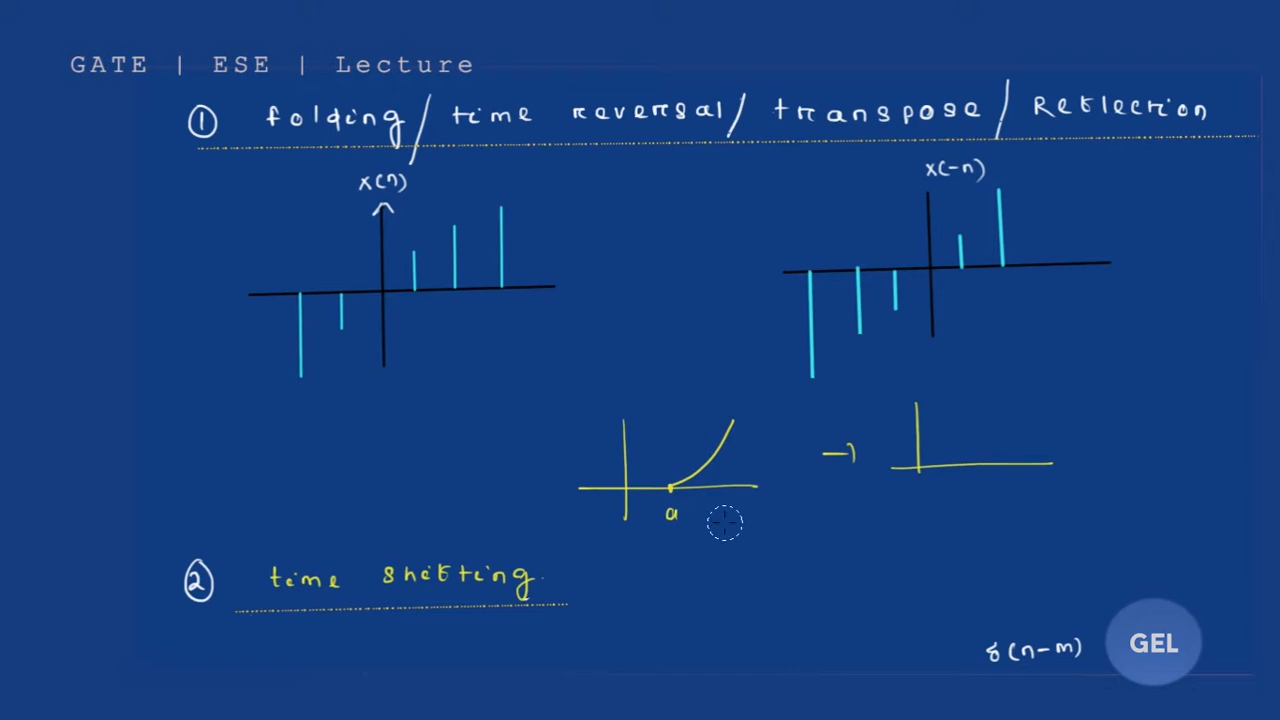 GATE | ESE | Lecture
① folding/time reversal/transpose/Reflection
x(n)
x(-n)
a
② time shifting.
δ(n-m)
GEL